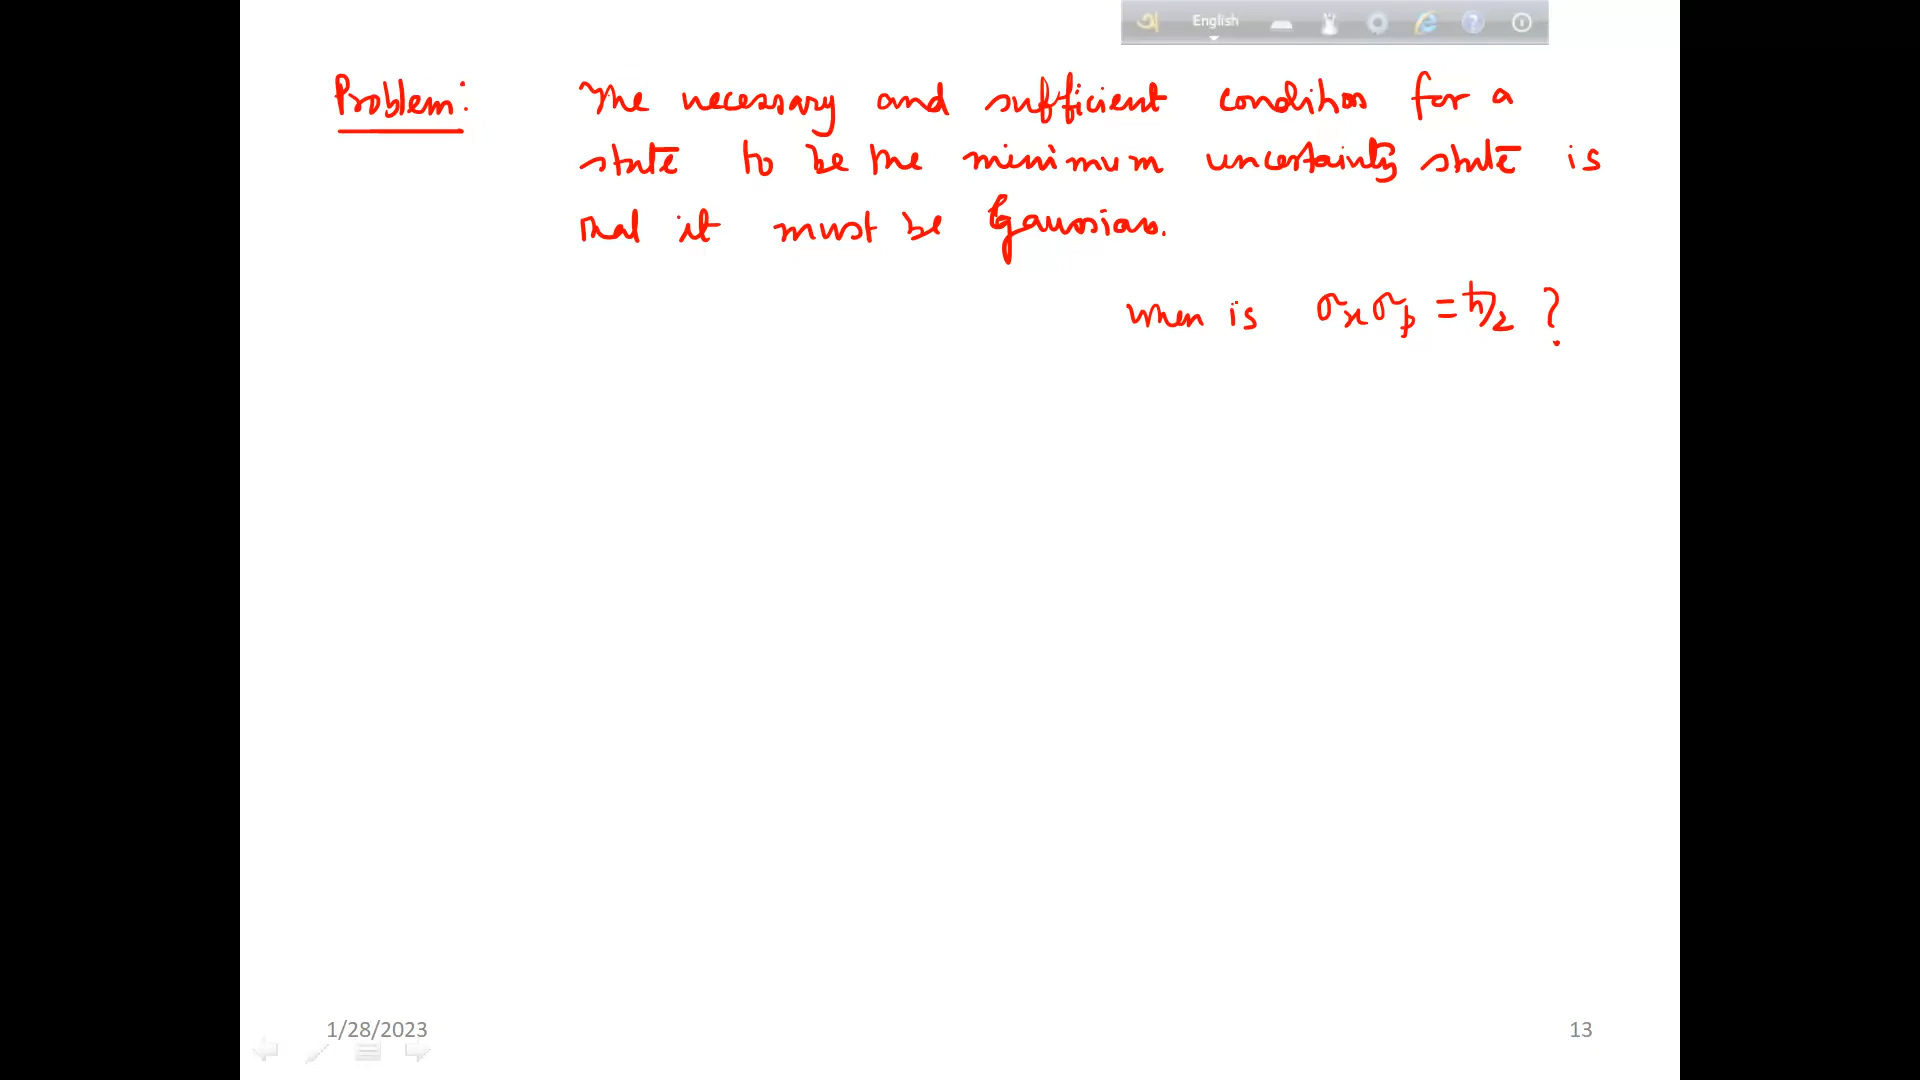 অ English
Problem: The necessary and sufficient condition for a
state to be the minimum uncertainty state is
that it must be Gaussian.
when is σₓσₚ = ħ/2 ?
1/28/2023 13